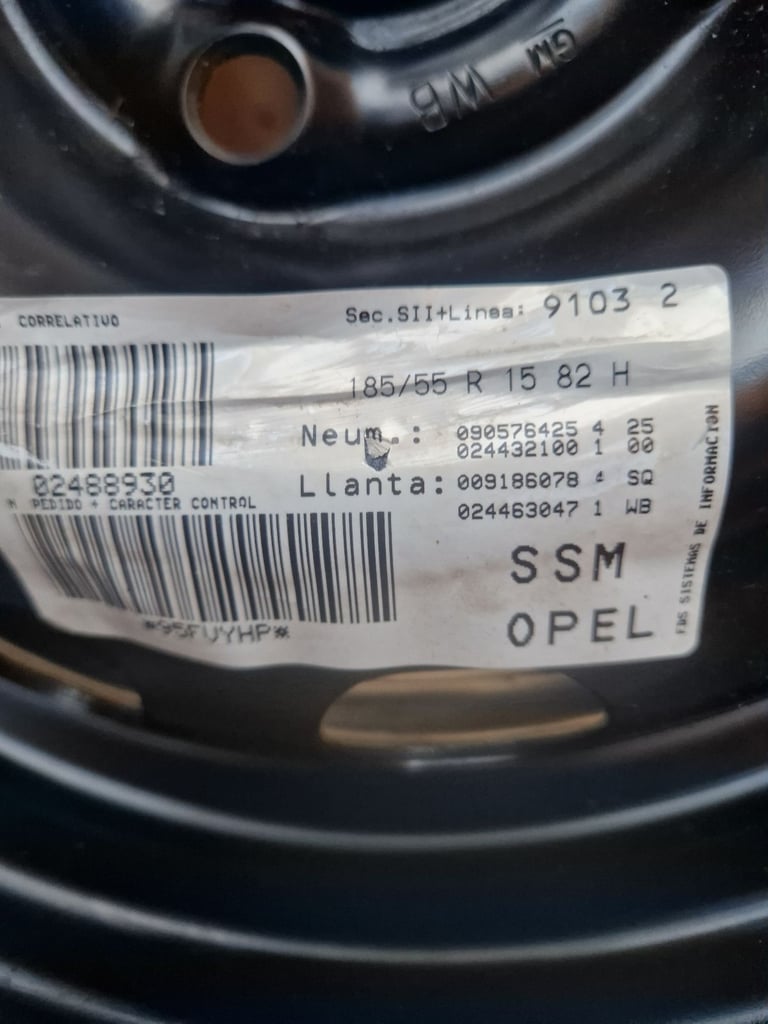 GM WB
CORRELATIVO
Sec.SII+Linea: 9103 2
185/55 R 15 82 H
Neum.: 090576425 4 25
024432100 1 00
02488930
Llanta: 009186078 SQ
PEDIDO + CARACTER CONTROL
024463047 1 WB
SSM
*95FUYHP*
OPEL
FDS SISTEMAS DE INFORMACION